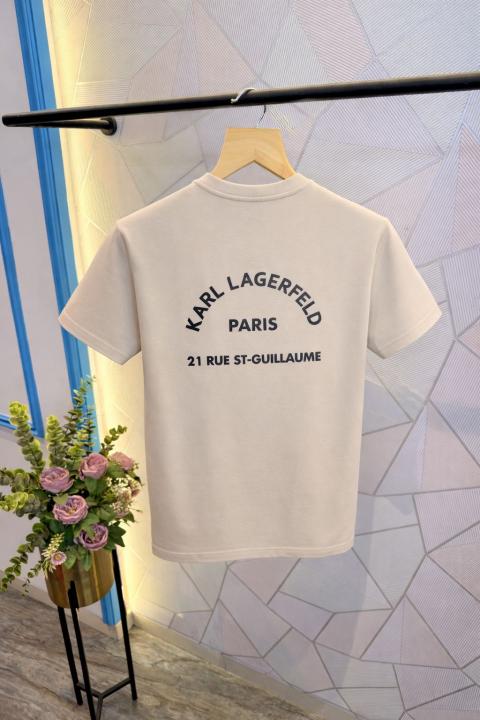 KARL LAGERFELD
PARIS
21 RUE ST-GUILLAUME